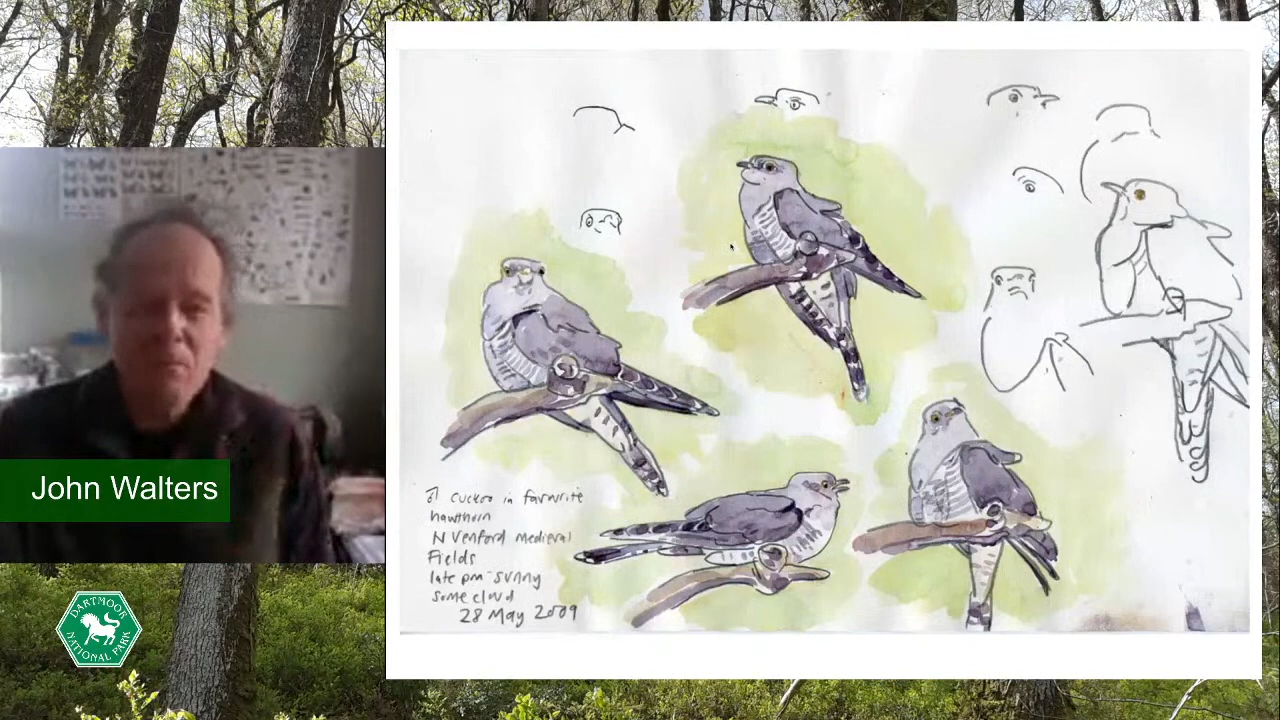 John Walters
DARTMOOR
NATIONAL PARK
♂ cuckoo in favourite
hawthorn
N Venford Medieval
Fields
late pm - sunny
some cloud
28 May 2009